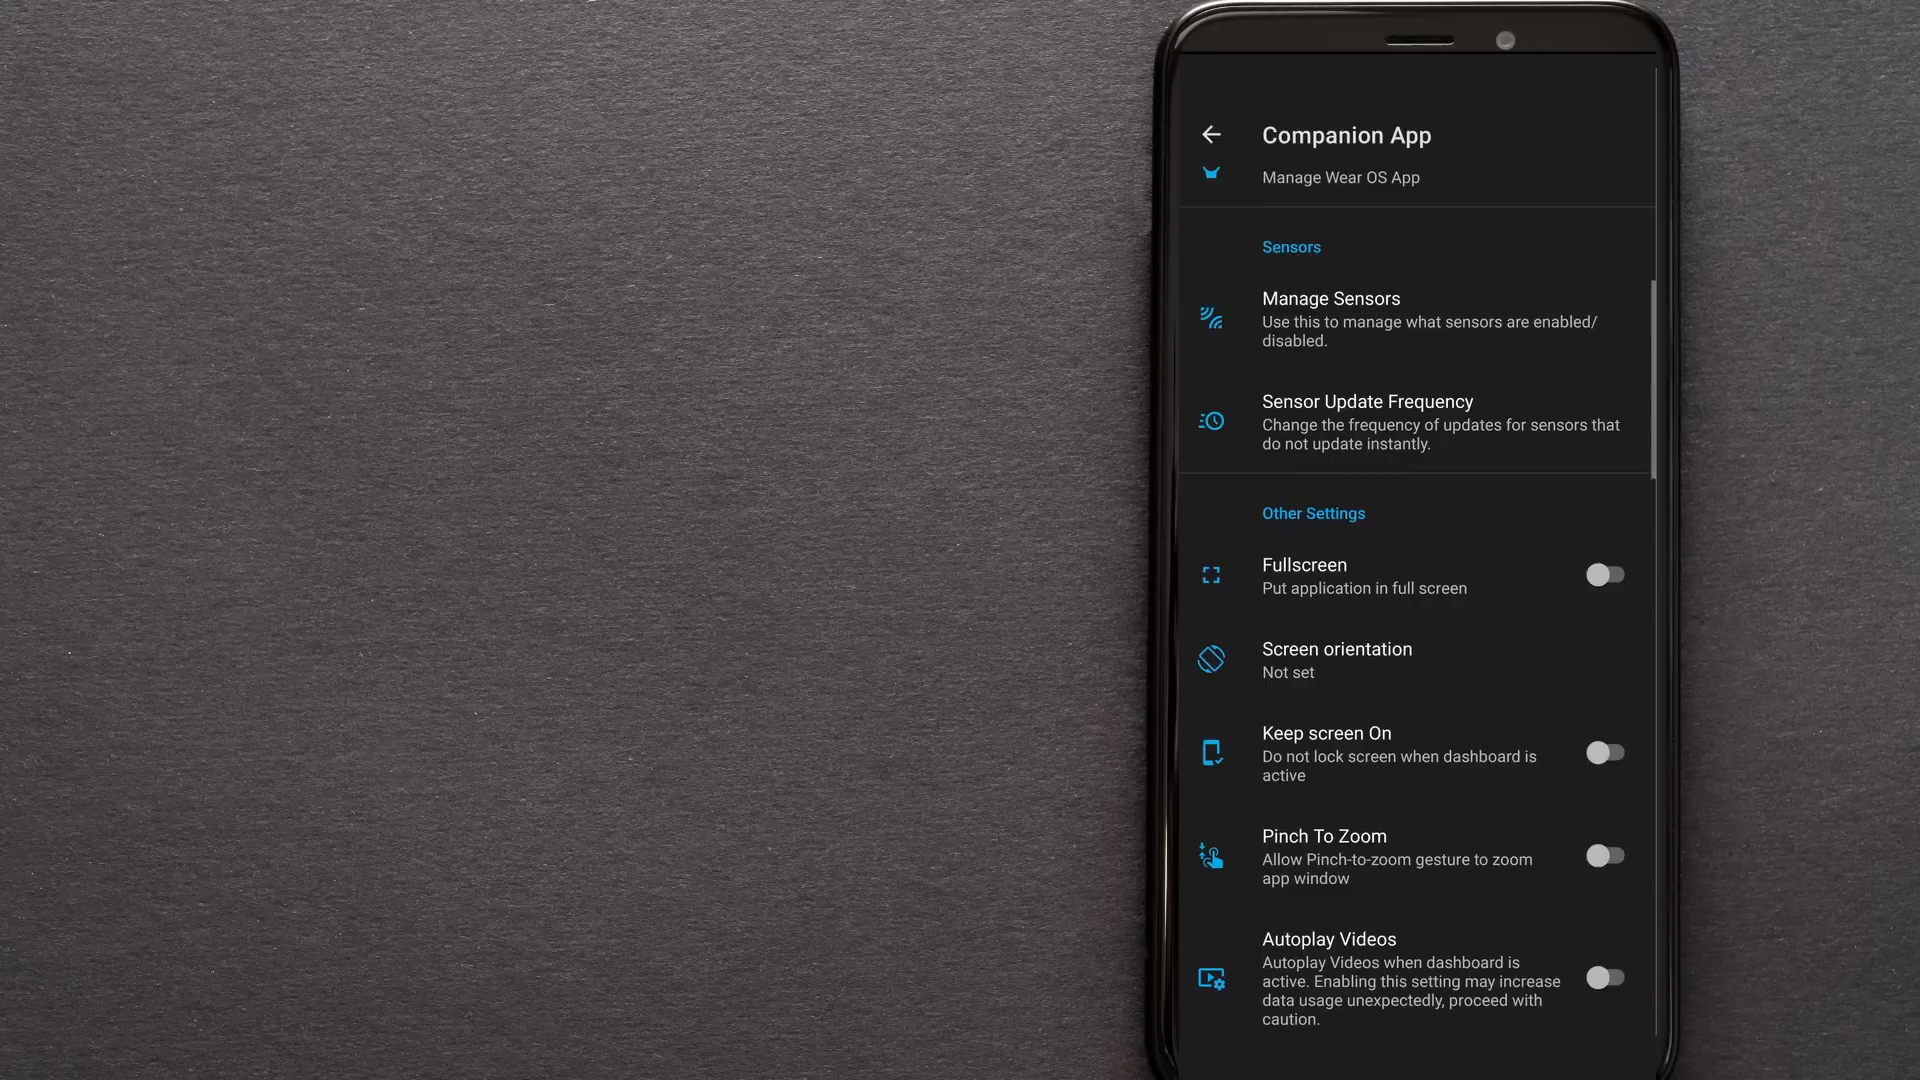 Companion App
Manage Wear OS App
Sensors
Manage Sensors
Use this to manage what sensors are enabled/
disabled.
Sensor Update Frequency
Change the frequency of updates for sensors that
do not update instantly.
Other Settings
Fullscreen
Put application in full screen
Screen orientation
Not set
Keep screen On
Do not lock screen when dashboard is
active
Pinch To Zoom
Allow Pinch-to-zoom gesture to zoom
app window
Autoplay Videos
Autoplay Videos when dashboard is
active. Enabling this setting may increase
data usage unexpectedly, proceed with
caution.